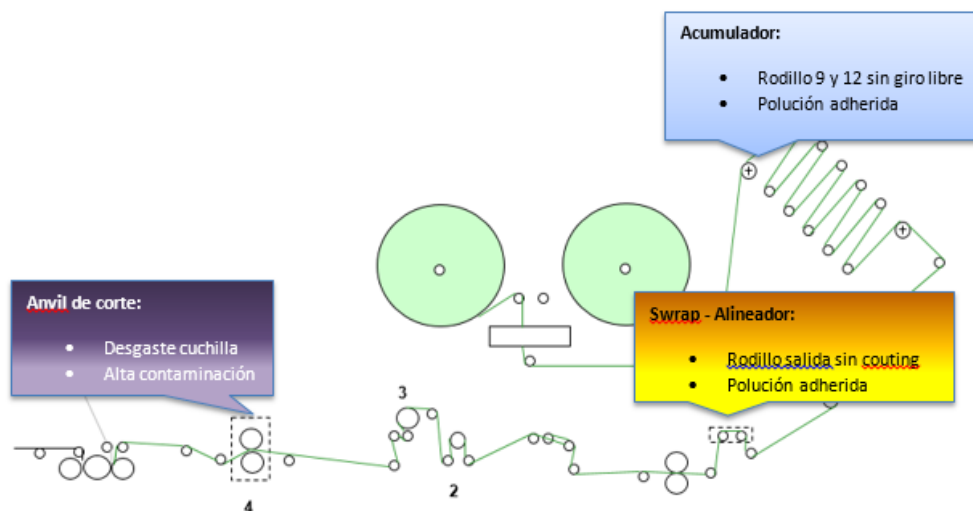 Acumulador:
• Rodillo 9 y 12 sin giro libre
• Polución adherida
Anvil de corte:
• Desgaste cuchilla
• Alta contaminación
Swrap - Alineador:
• Rodillo salida sin couting
• Polución adherida
3
2
4